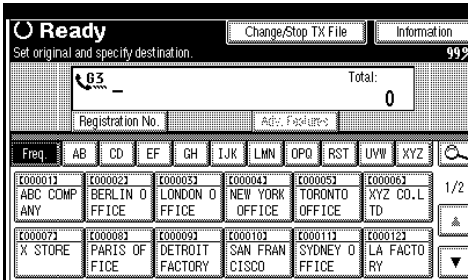 Ready
Change/Stop TX File
Information
Set original and specify destination.
99%
G3
Total:
0
Registration No.
Adv. Features
Freq. AB CD EF GH IJK LMN OPQ RST UVW XYZ
[00001] [00002] [00003] [00004] [00005] [00006]
ABC COMP BERLIN O LONDON O NEW YORK TORONTO XYZ CO.L
ANY FFICE FFICE OFFICE OFFICE TD
1/2
[00007] [00008] [00009] [00010] [00011] [00012]
X STORE PARIS OF DETROIT SAN FRAN SYDNEY O LA FACTO
FICE FACTORY CISCO FFICE RY